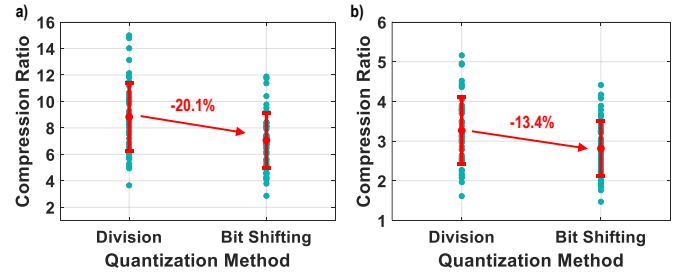 a)
Compression Ratio
16
14
12
10
8
6
4
2
-20.1%
Division Bit Shifting
Quantization Method
b)
Compression Ratio
6
5
4
3
2
1
-13.4%
Division Bit Shifting
Quantization Method